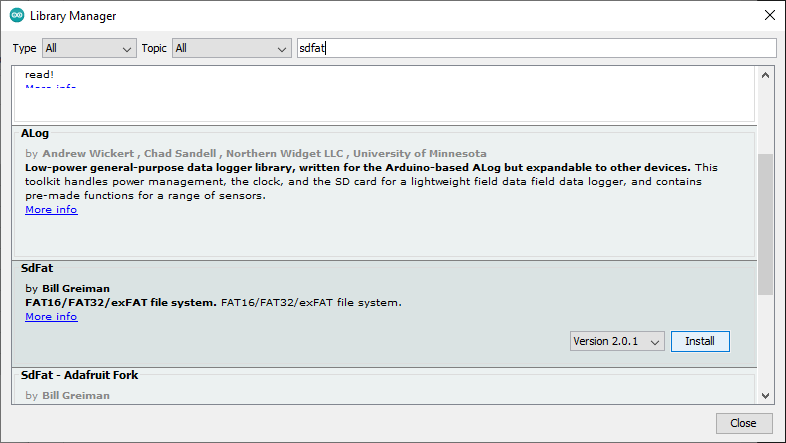 Library Manager
Type All Topic All sdfat
read!
More info
ALog
by Andrew Wickert , Chad Sandell , Northern Widget LLC , University of Minnesota
Low-power general-purpose data logger library, written for the Arduino-based ALog but expandable to other devices. This
toolkit handles power management, the clock, and the SD card for a lightweight field data field data logger, and contains
pre-made functions for a range of sensors.
More info
SdFat
by Bill Greiman
FAT16/FAT32/exFAT file system. FAT16/FAT32/exFAT file system.
More info
Version 2.0.1 Install
SdFat - Adafruit Fork
by Bill Greiman
Close